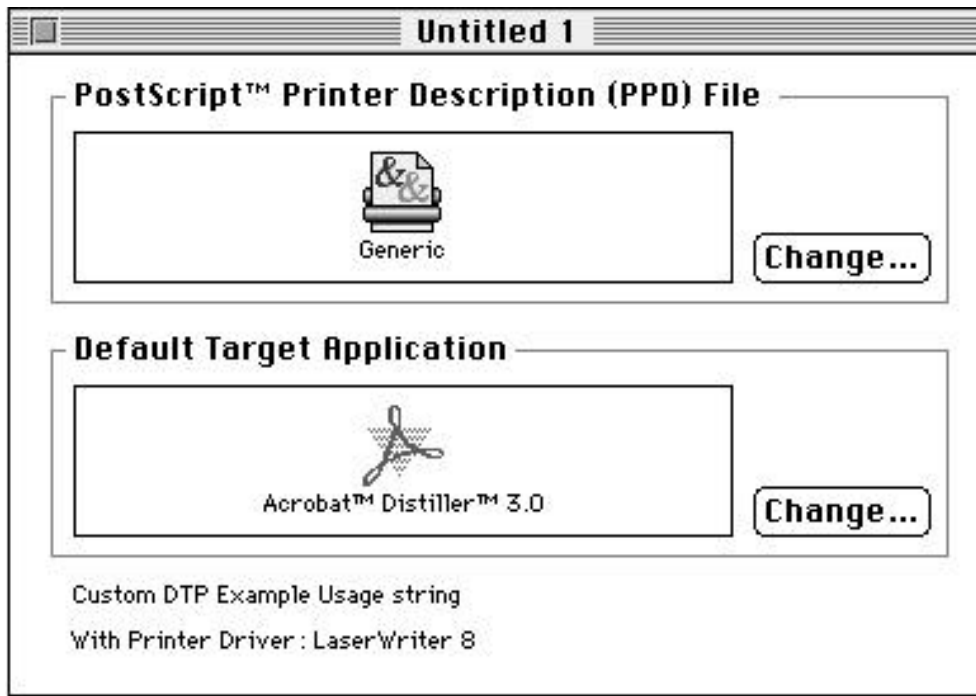 Untitled 1
PostScript™ Printer Description (PPD) File
&&
Generic
Change...
Default Target Application
Acrobat™ Distiller™ 3.0
Change...
Custom DTP Example Usage string
With Printer Driver : LaserWriter 8